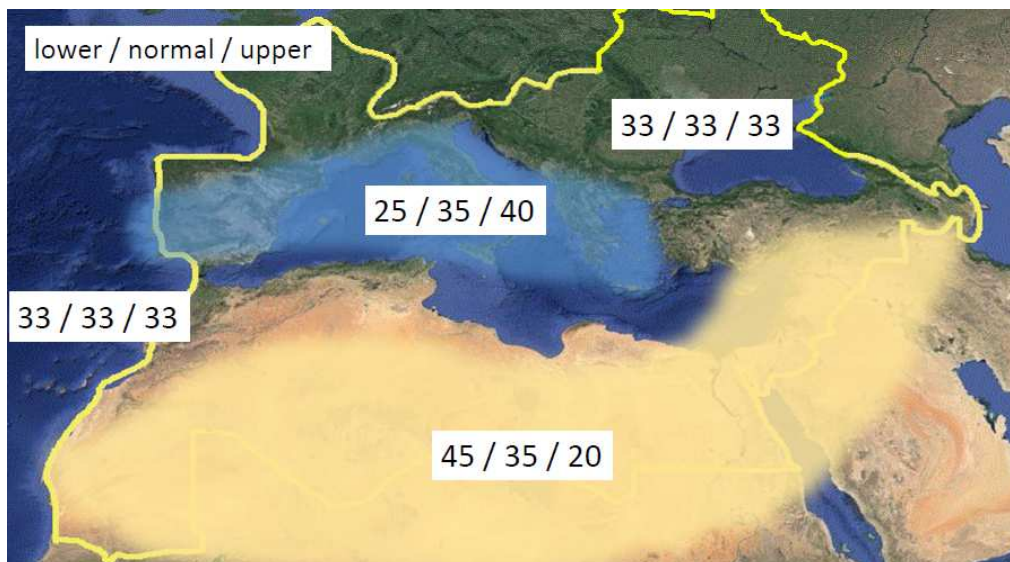 lower / normal / upper
33 / 33 / 33
25 / 35 / 40
33 / 33 / 33
45 / 35 / 20